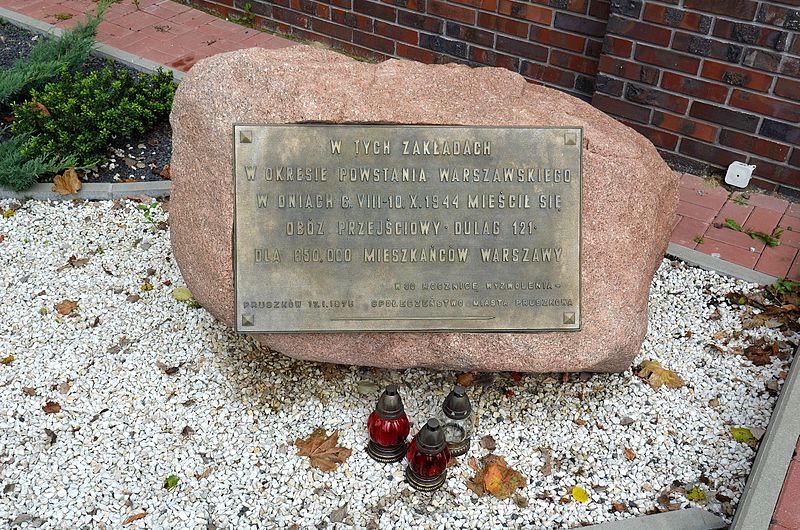 W TYCH ZAKŁADACH
W OKRESIE POWSTANIA WARSZAWSKIEGO
W DNIACH 6.VIII-10.X.1944 MIEŚCIŁ SIĘ
OBÓZ PRZEJŚCIOWY · DULAG 121 ·
DLA 650.000 MIESZKAŃCÓW WARSZAWY
W 30 ROCZNICĘ WYZWOLENIA -
PRUSZKÓW 17.I.1975 SPOŁECZEŃSTWO MIASTA PRUSZKOWA